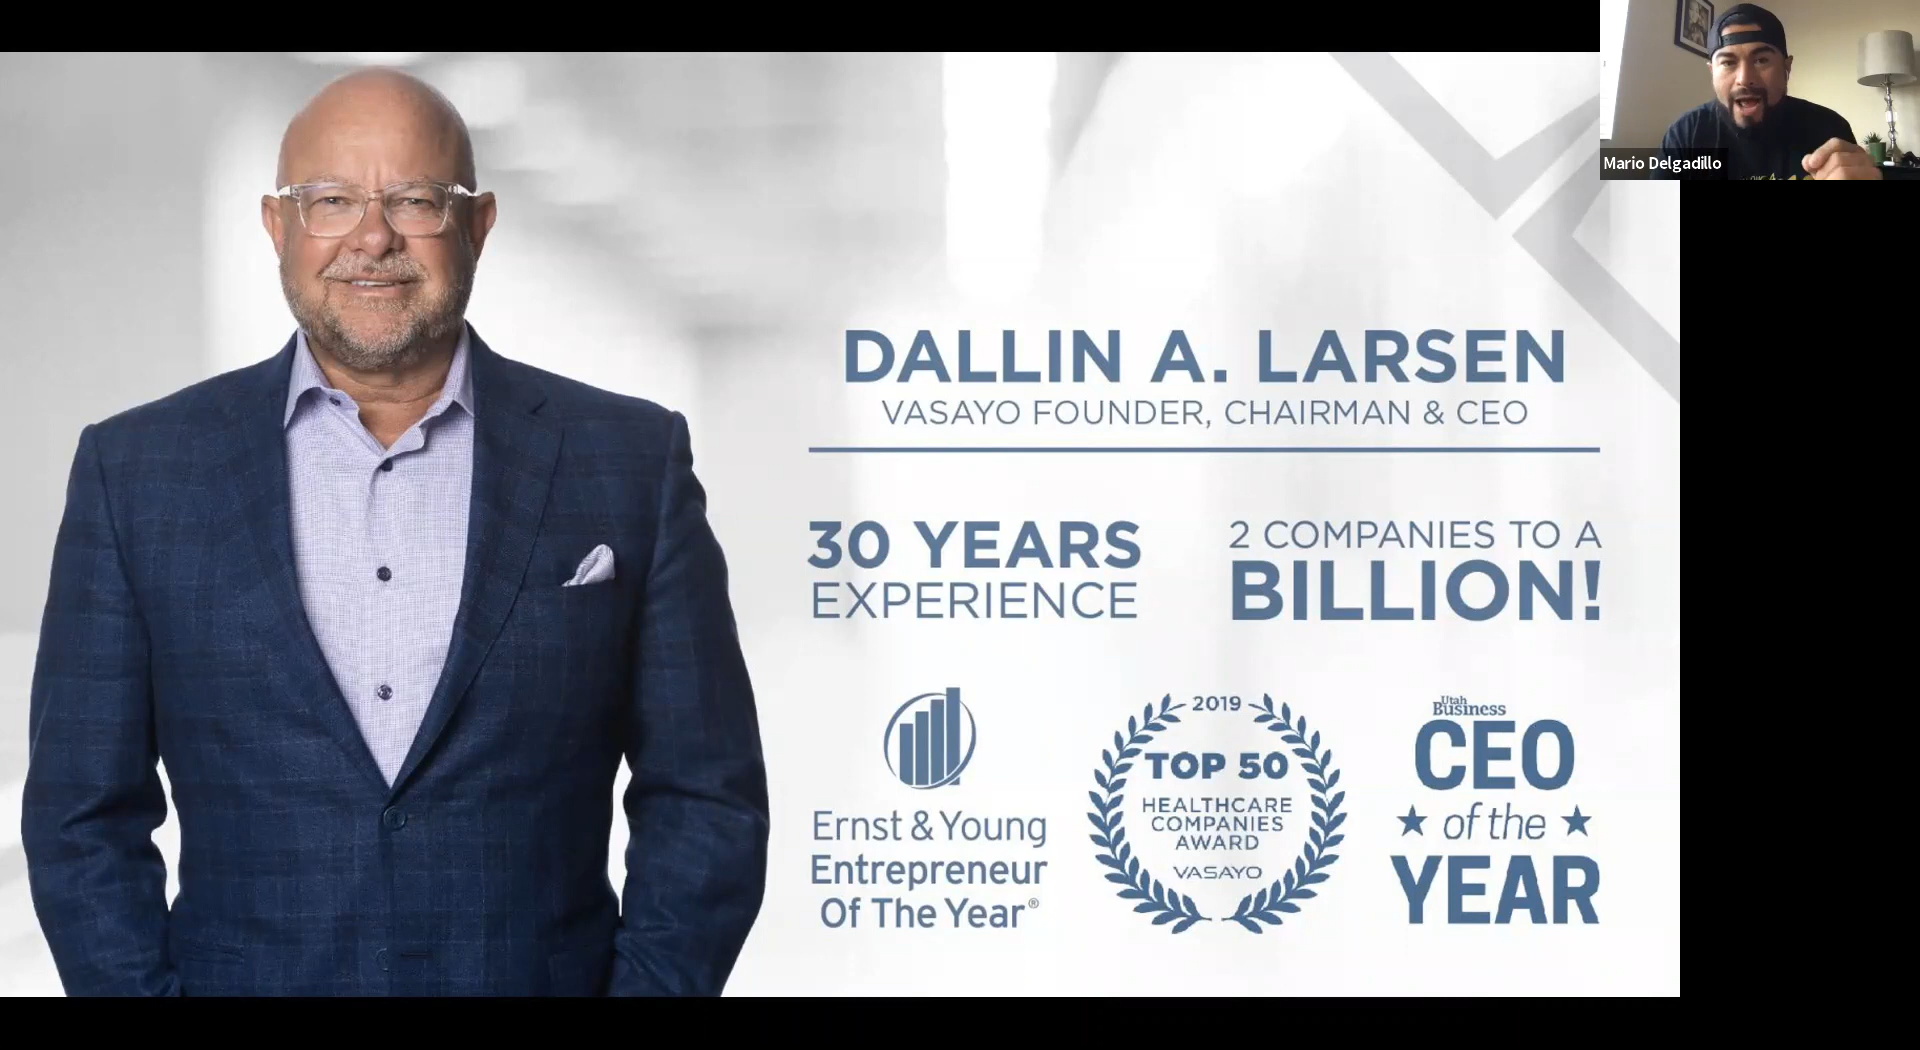 Mario Delgadillo
DALLIN A. LARSEN
VASAYO FOUNDER, CHAIRMAN & CEO
30 YEARS
EXPERIENCE
2 COMPANIES TO A
BILLION!
Ernst & Young
Entrepreneur
Of The Year®
2019
TOP 50
HEALTHCARE
COMPANIES
AWARD
VASAYO
Utah
Business
CEO
of the
YEAR